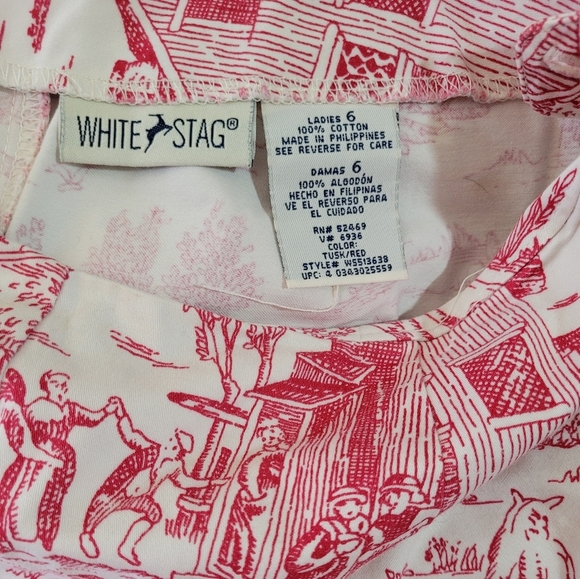 WHITE STAG®
LADIES 6
100% COTTON
MADE IN PHILIPPINES
SEE REVERSE FOR CARE
DAMAS 6
100% ALGODÓN
HECHO EN FILIPINAS
VE EL REVERSO PARA
EL CUIDADO
RN# 52469
V# 6936
COLOR:
TUSK/RED
STYLE# WS513638
UPC: 4 0343025559